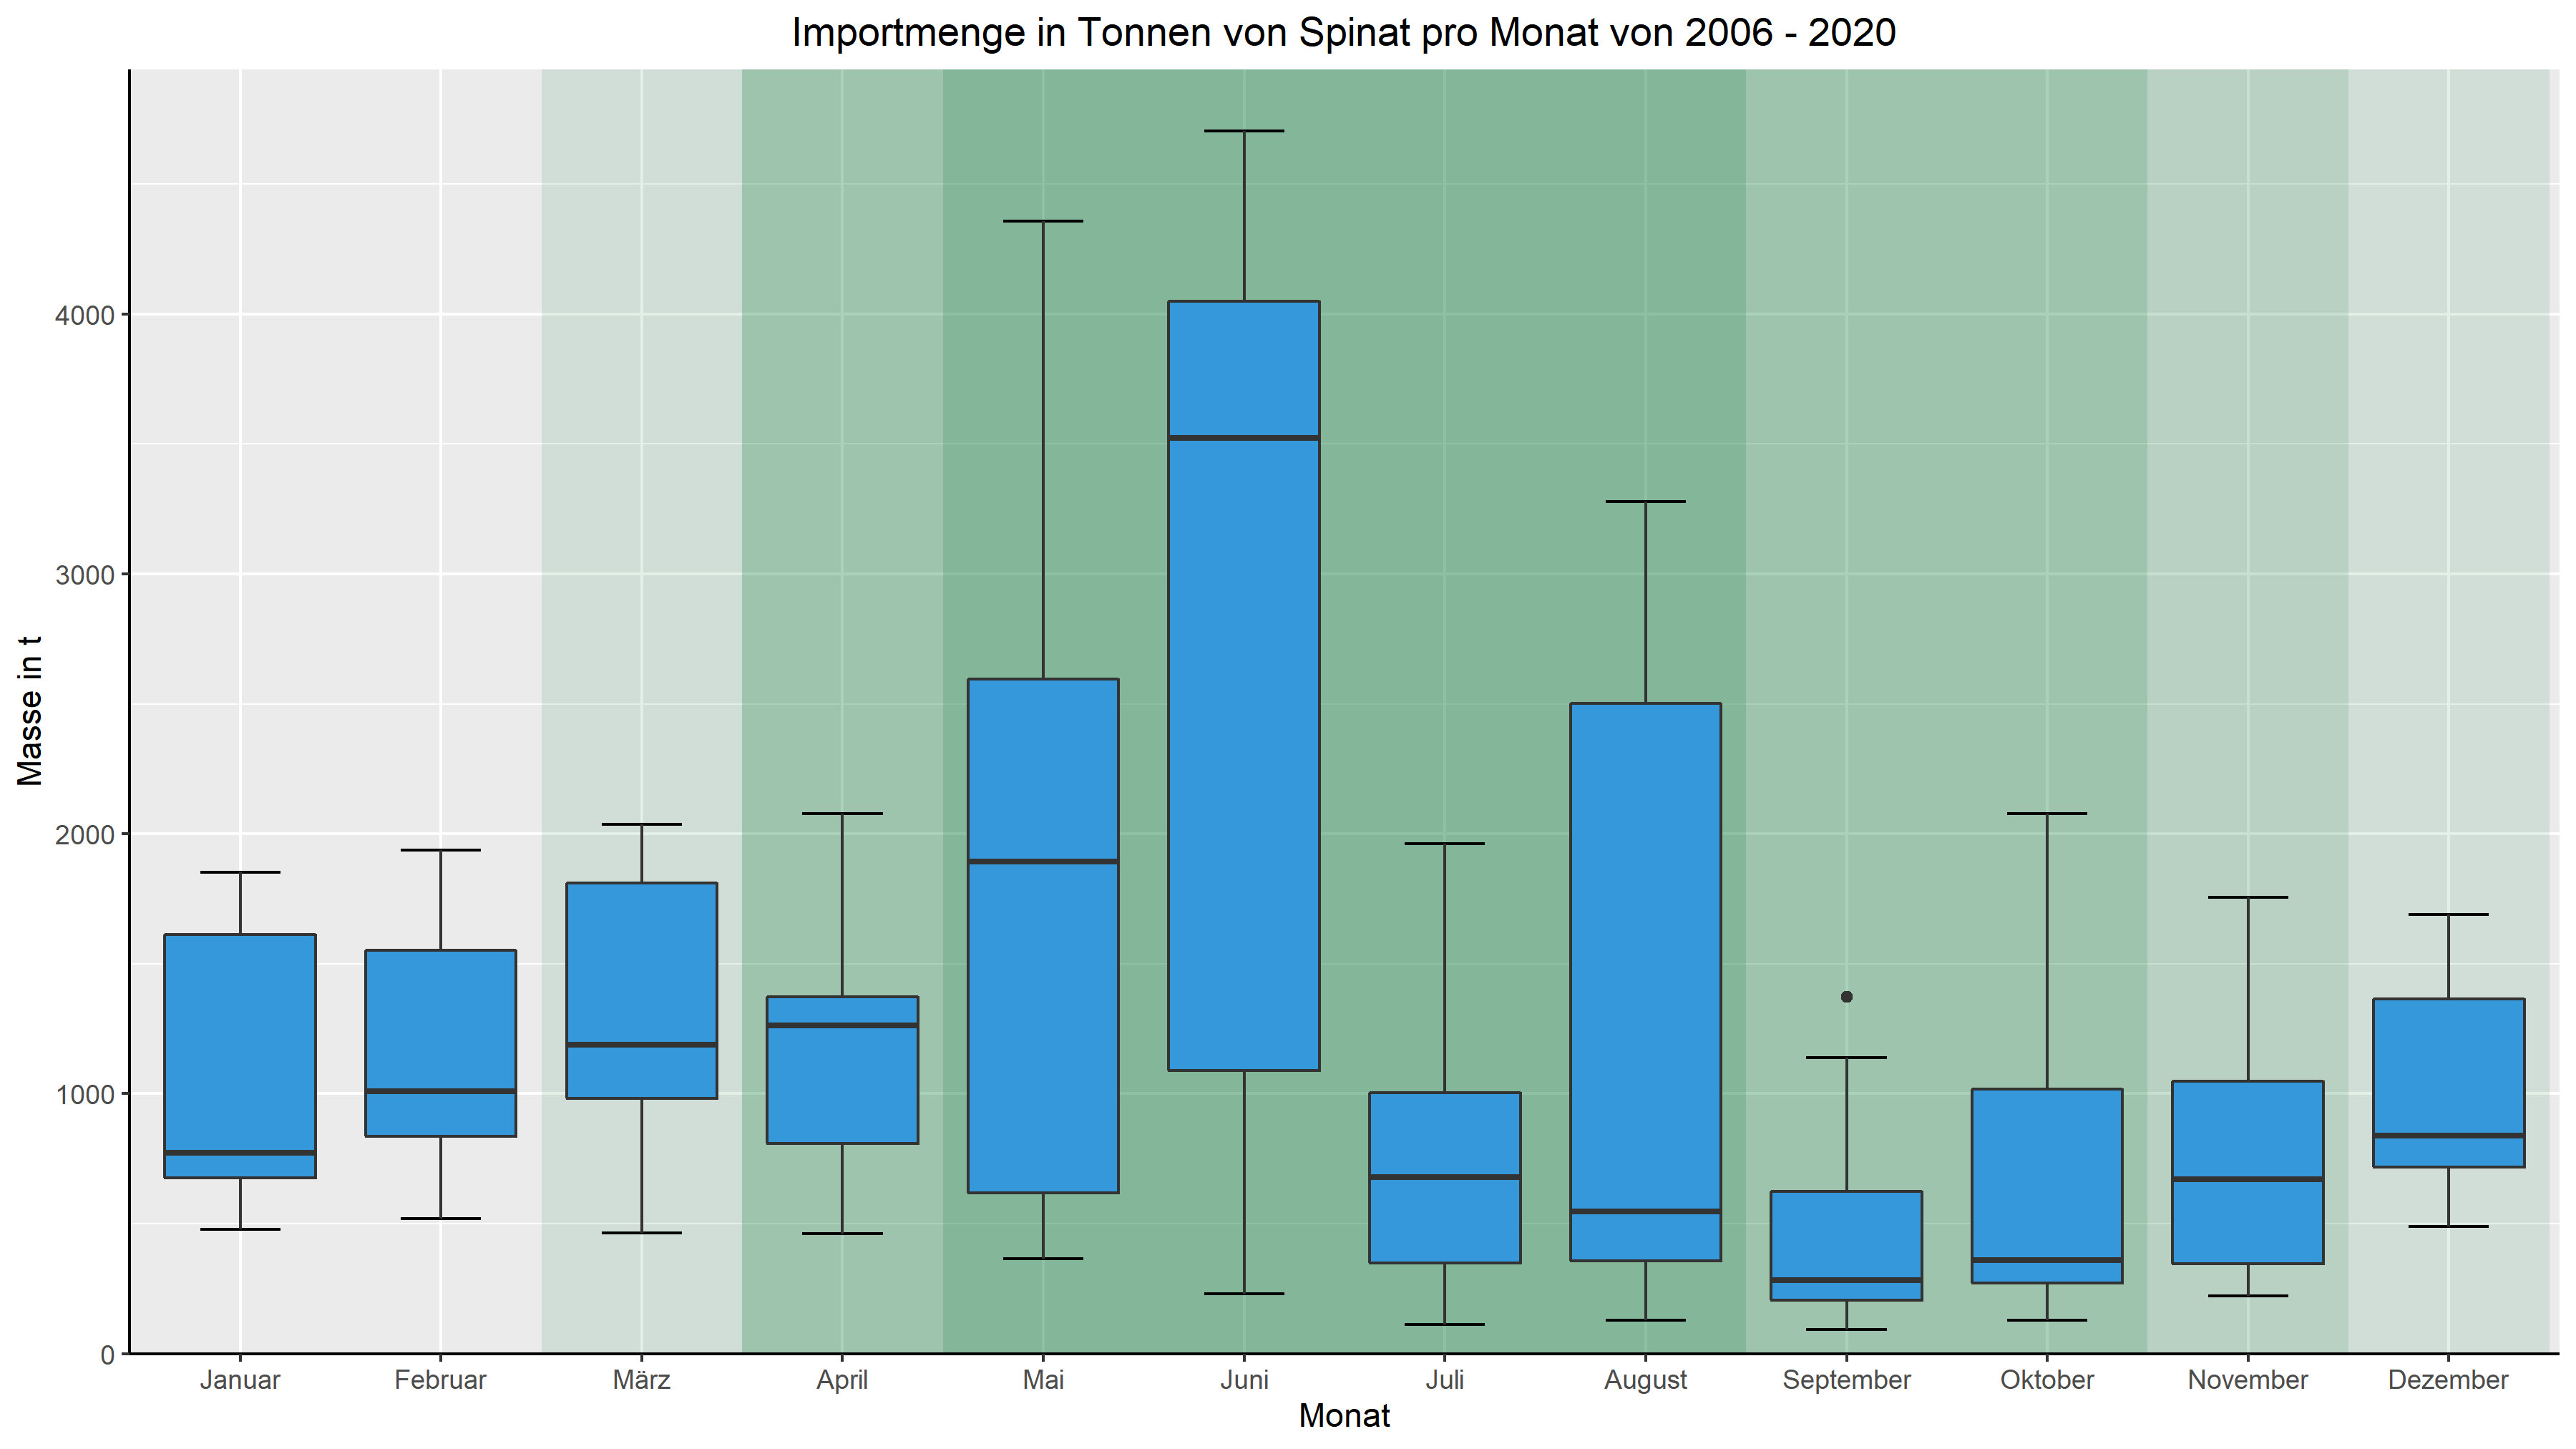 Importmenge in Tonnen von Spinat pro Monat von 2006 - 2020
Masse in t
4000
3000
2000
1000
0
Januar Februar März April Mai Juni Juli August September Oktober November Dezember
Monat